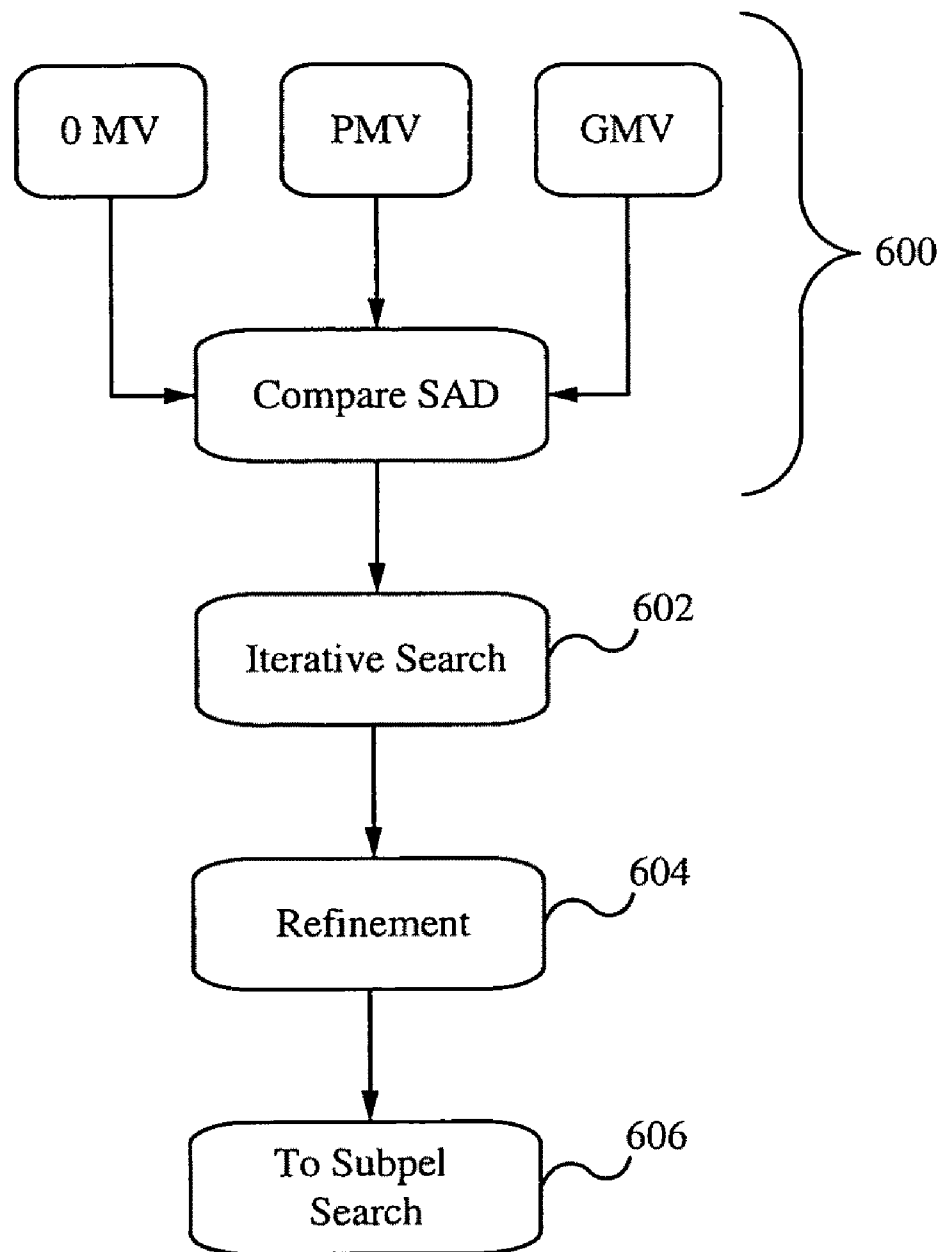 0 MV
PMV
GMV
600
Compare SAD
602
Iterative Search
604
Refinement
606
To Subpel
Search